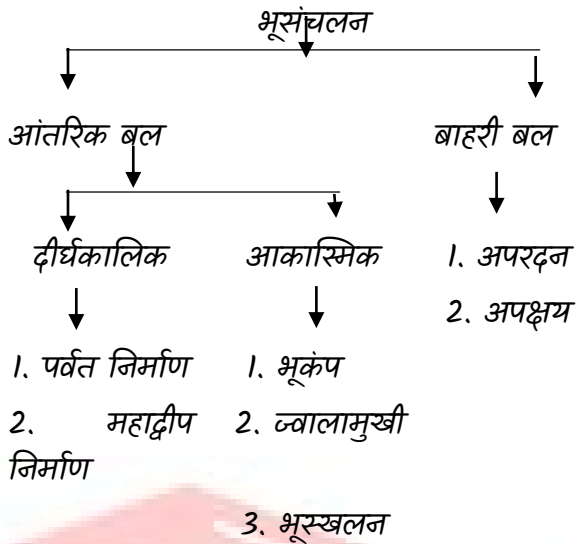 भूसंचलन
आंतरिक बल
बाहरी बल
दीर्घकालिक
आकास्मिक
1. अपरदन
2. अपक्षय
1. पर्वत निर्माण
2. महाद्वीप
निर्माण
1. भूकंप
2. ज्वालामुखी
3. भूस्खलन